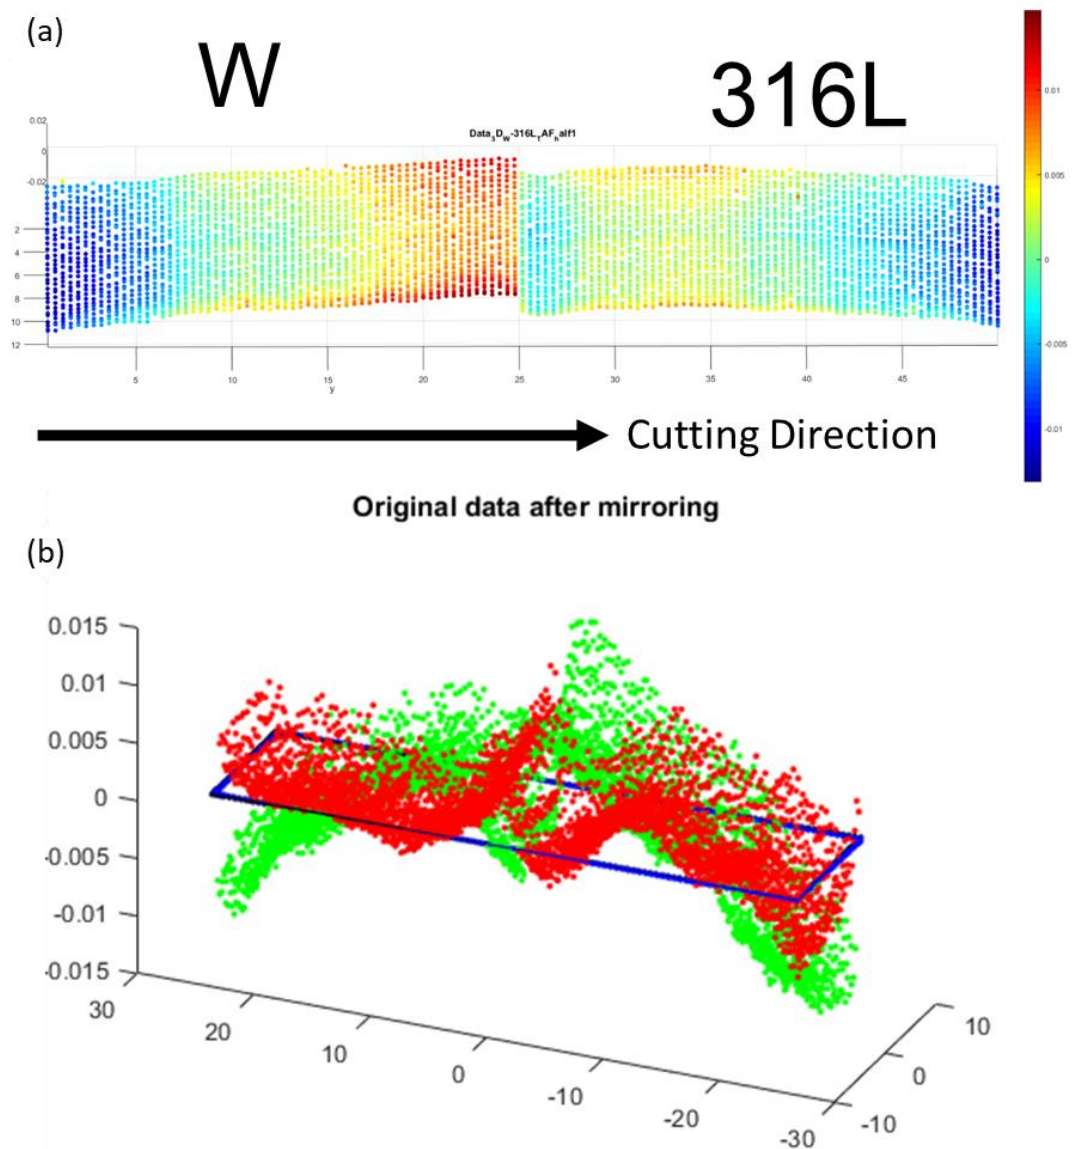 (a)
W
316L
Data3DW-316LTAFhalf1
0.02
0
-0.02
2
4
6
8
10
12
5 10 15 20 25 30 35 40 45
y
0.01
0.005
0
-0.005
-0.01
Cutting Direction
Original data after mirroring
(b)
0.015
0.01
0.005
0
-0.005
-0.01
-0.015
30 20 10 0 -10 -20 -30
10
0
-10